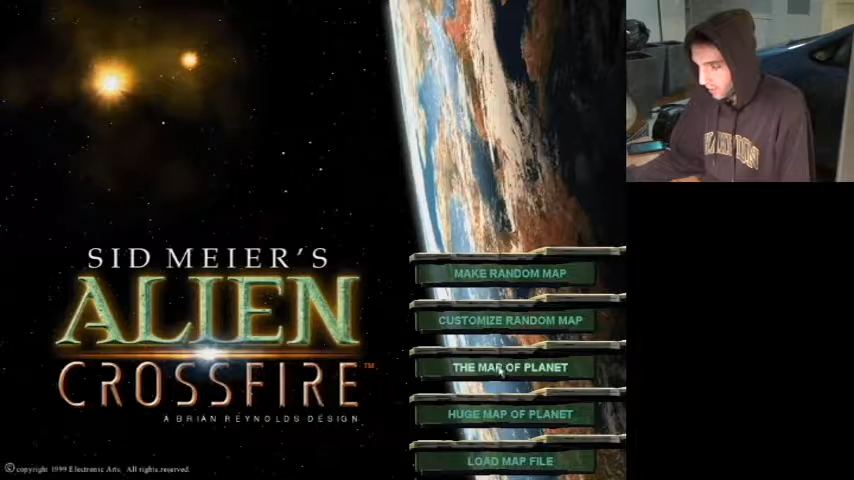 SID MEIER'S
ALIEN
CROSSFIRE™
A BRIAN REYNOLDS DESIGN
MAKE RANDOM MAP
CUSTOMIZE RANDOM MAP
THE MAP OF PLANET
HUGE MAP OF PLANET
LOAD MAP FILE
© copyright 1999 Electronic Arts. All rights reserved.